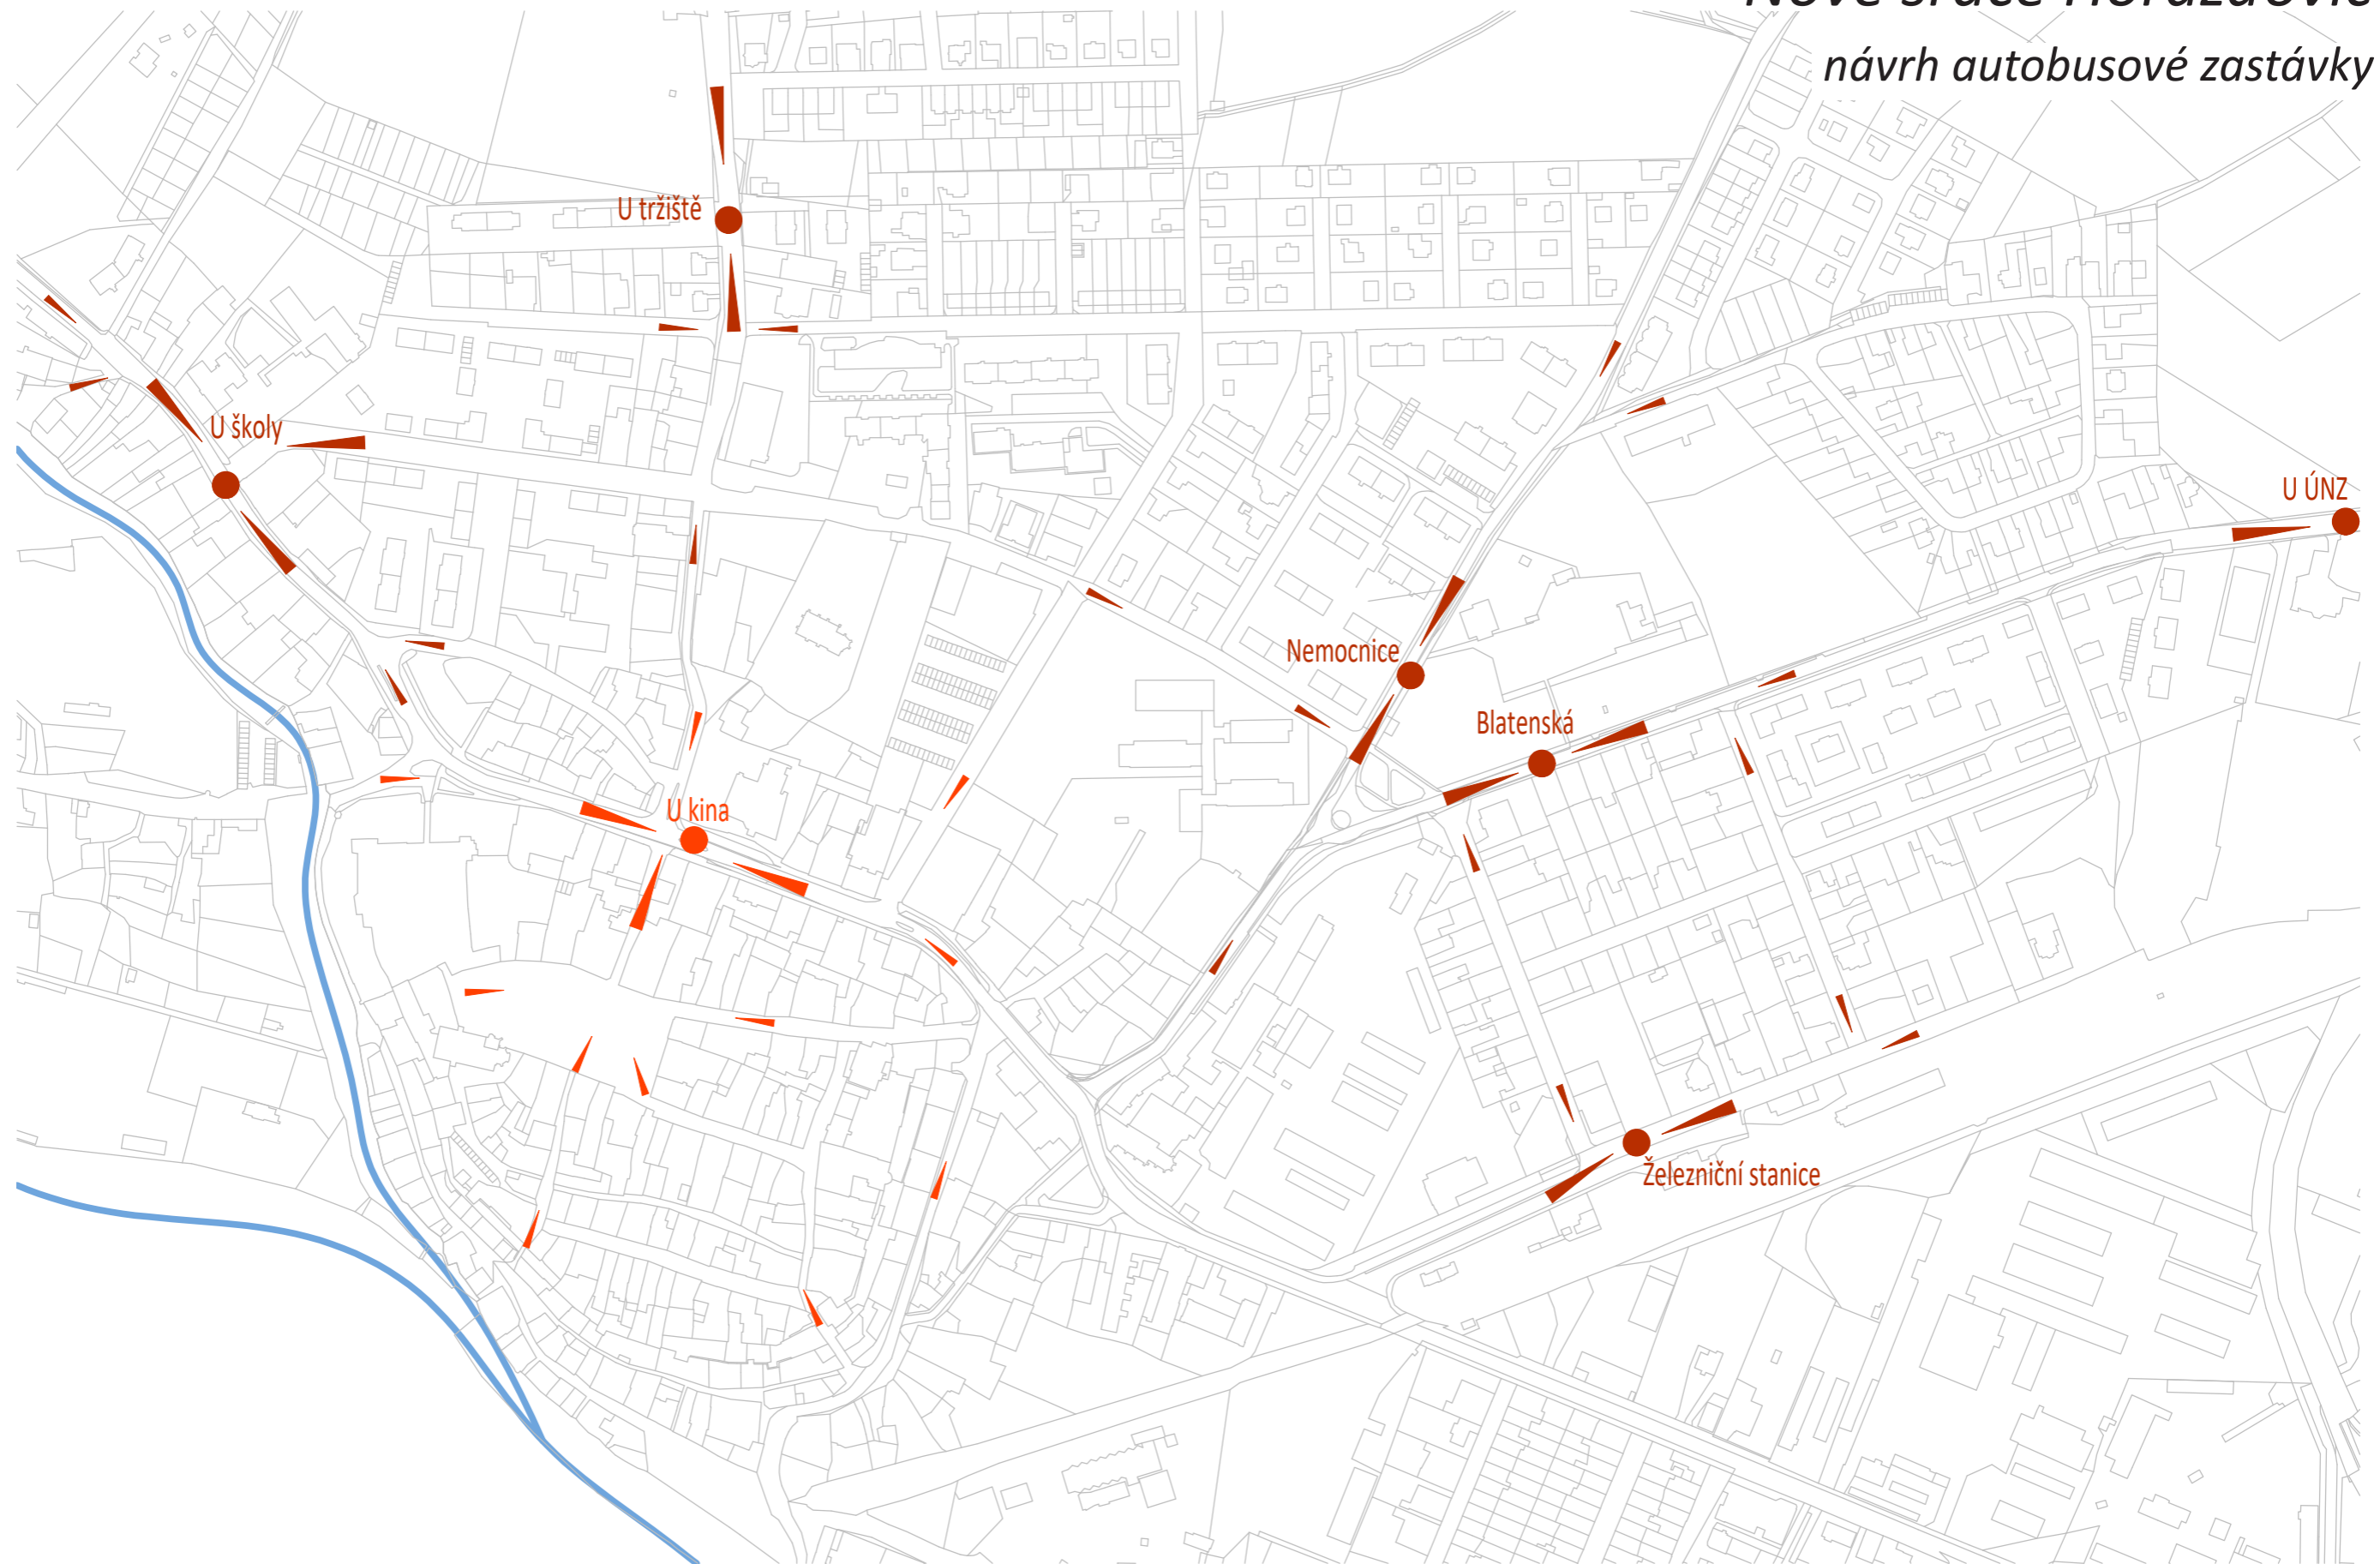 návrh autobusové zastávky
U tržiště
U školy
U ÚNZ
Nemocnice
Blatenská
U kina
Železniční stanice